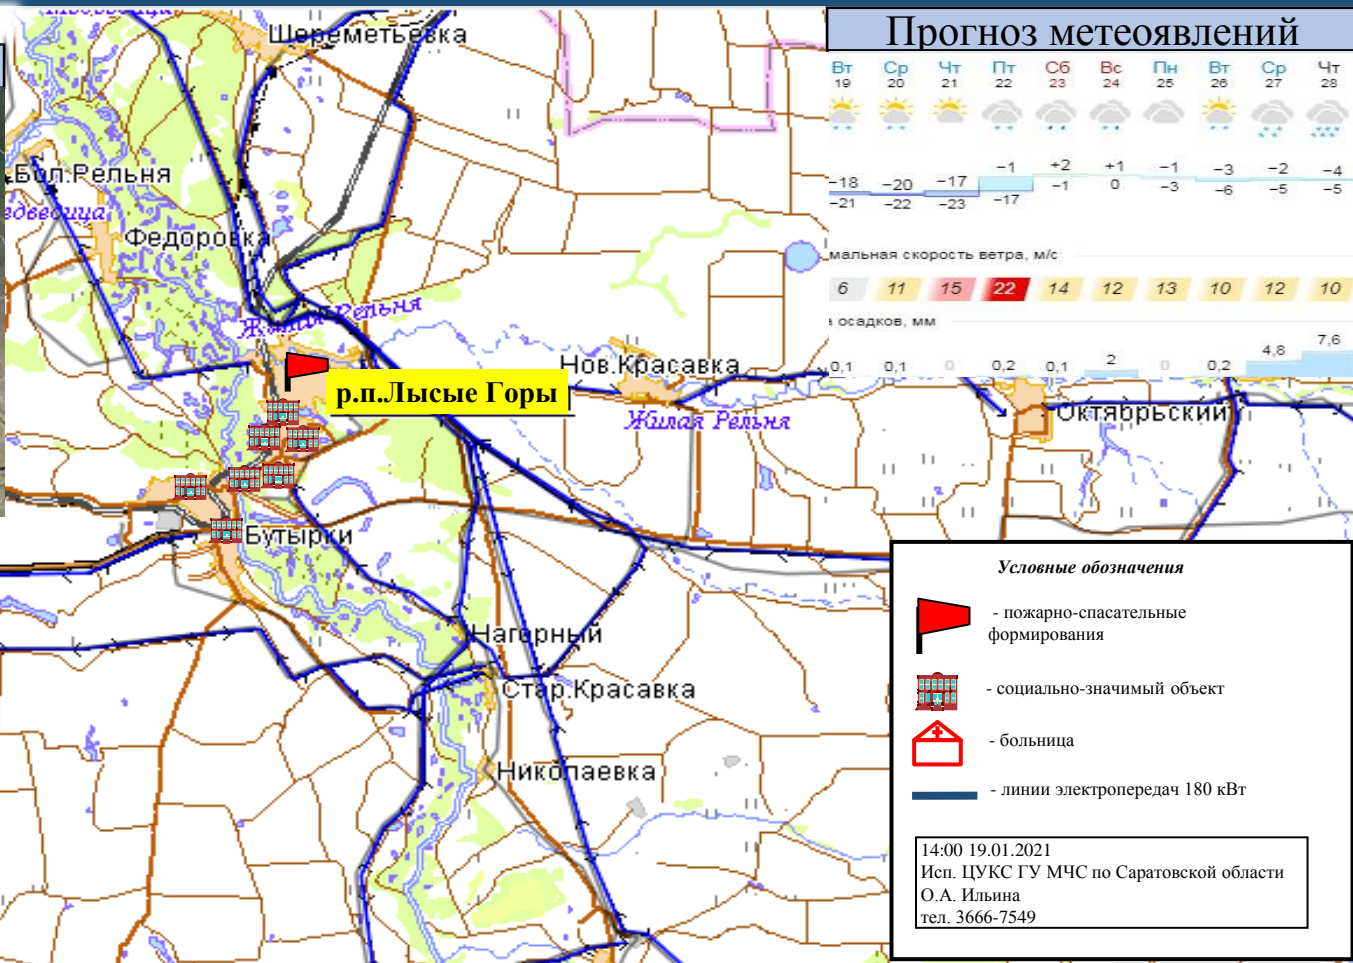 Шереметьевка
Прогноз метеоявлений
Вт Ср Чт Пт Сб Вс Пн Вт Ср Чт
19 20 21 22 23 24 25 26 27 28
−18 −20 −17 −1 +2 +1 −1 −3 −2 −4
−21 −22 −23 −17 −1 0 −3 −6 −5 −5
мальная скорость ветра, м/с
6 11 15 22 14 12 13 10 12 10
осадков, мм
0,1 0,1 0 0,2 0,1 2 0 0,2 4,8 7,6
Бол.Рельня
едведица
Федоровка
Жилая Рельня
Нов.Красавка
р.п.Лысые Горы
Жилая Рельня
Октябрьский
Бутырки
Нагорный
Стар.Красавка
Николаевка
Условные обозначения
- пожарно-спасательные
формирования
- социально-значимый объект
- больница
- линии электропередач 180 кВт
14:00 19.01.2021
Исп. ЦУКС ГУ МЧС по Саратовской области
О.А. Ильина
тел. 3666-7549